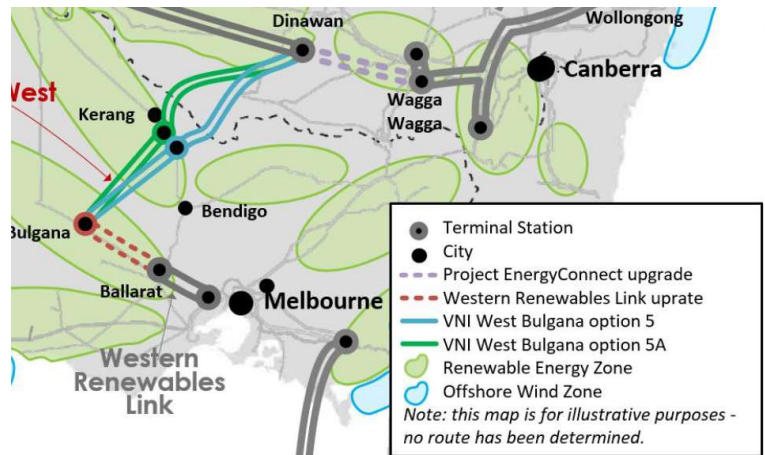 Dinawan
Wollongong
Canberra
Wagga
Wagga
West
Kerang
Bendigo
Bulgana
Ballarat
Melbourne
Western
Renewables
Link
Terminal Station
City
Project EnergyConnect upgrade
Western Renewables Link uprate
VNI West Bulgana option 5
VNI West Bulgana option 5A
Renewable Energy Zone
Offshore Wind Zone
Note: this map is for illustrative purposes -
no route has been determined.